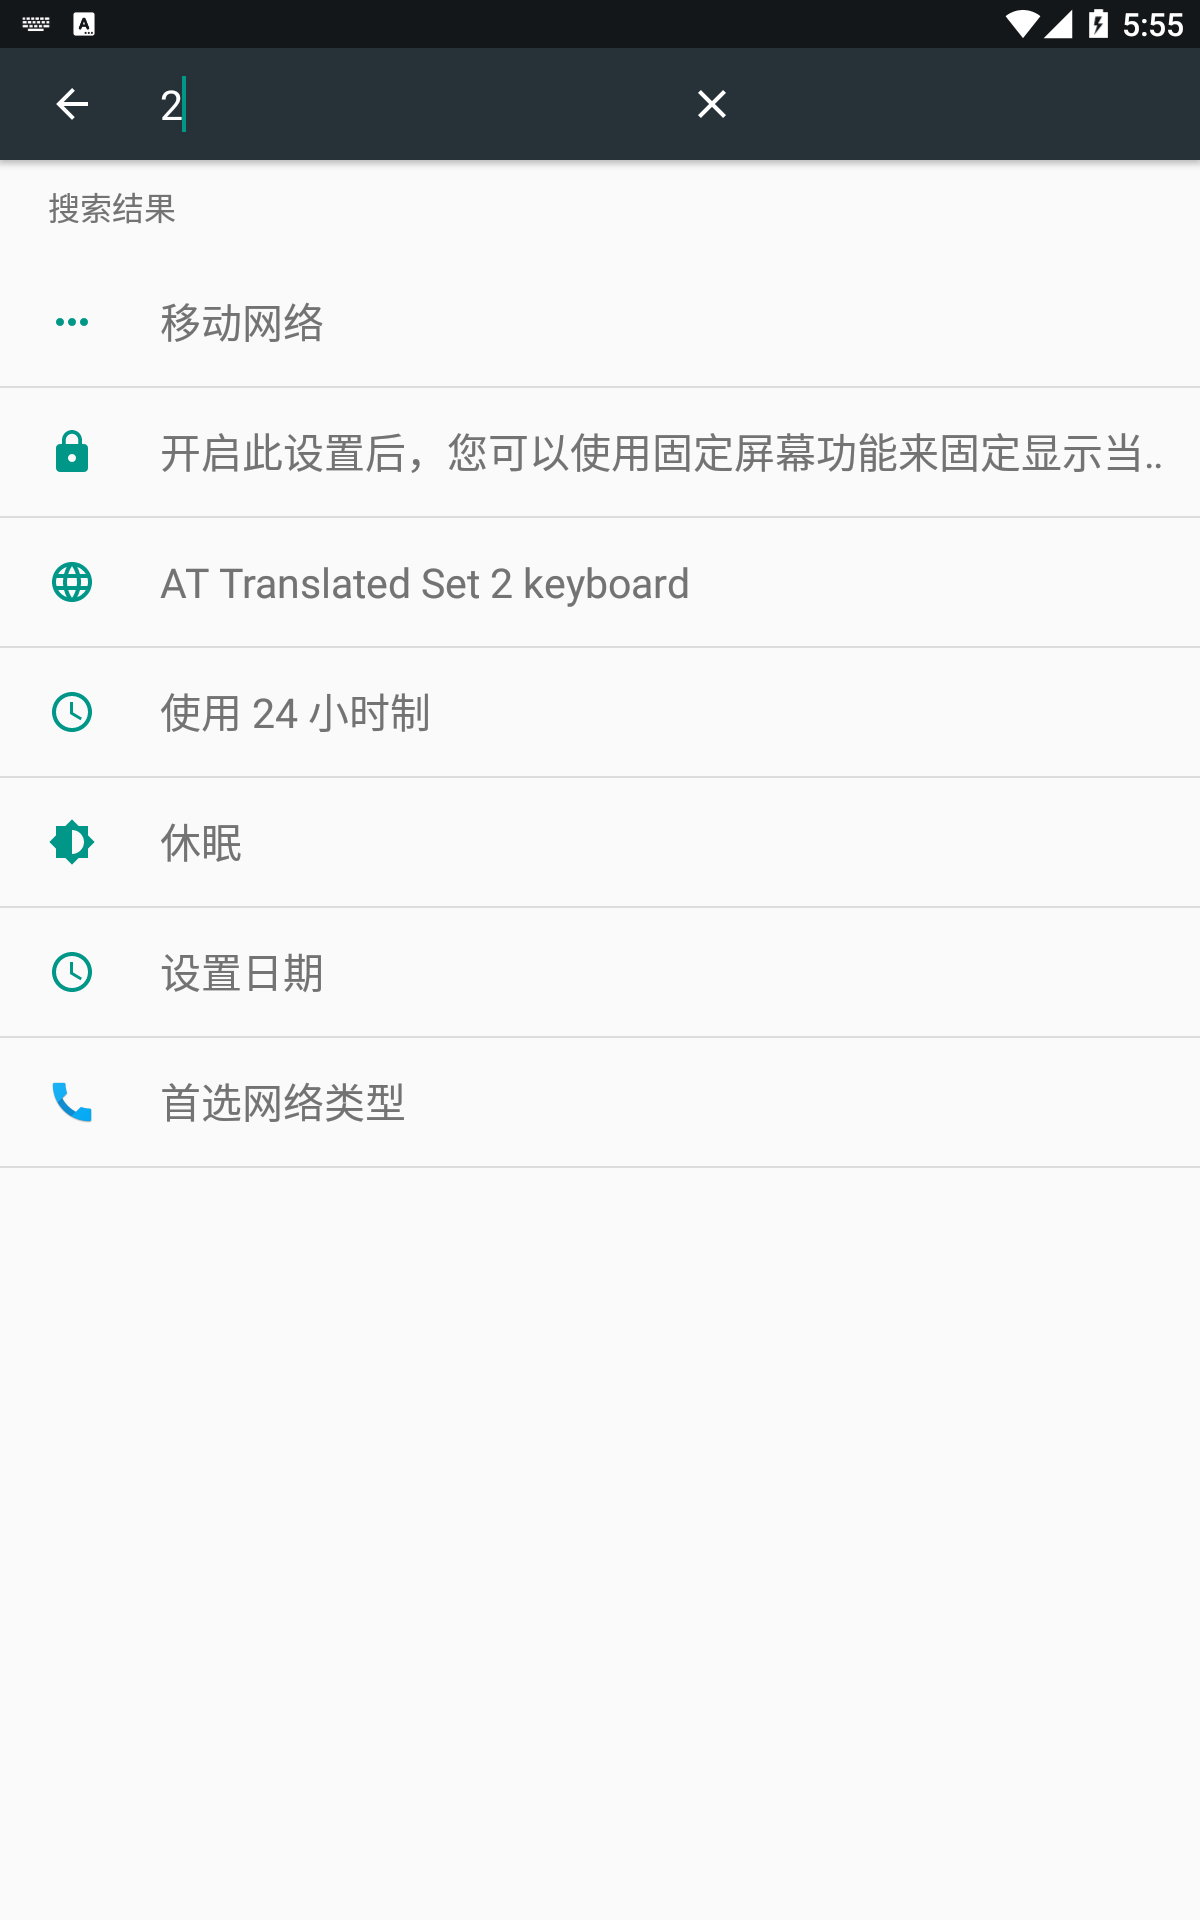 5:55
2
搜索结果
移动网络
开启此设置后，您可以使用固定屏幕功能来固定显示当..
AT Translated Set 2 keyboard
使用 24 小时制
休眠
设置日期
首选网络类型